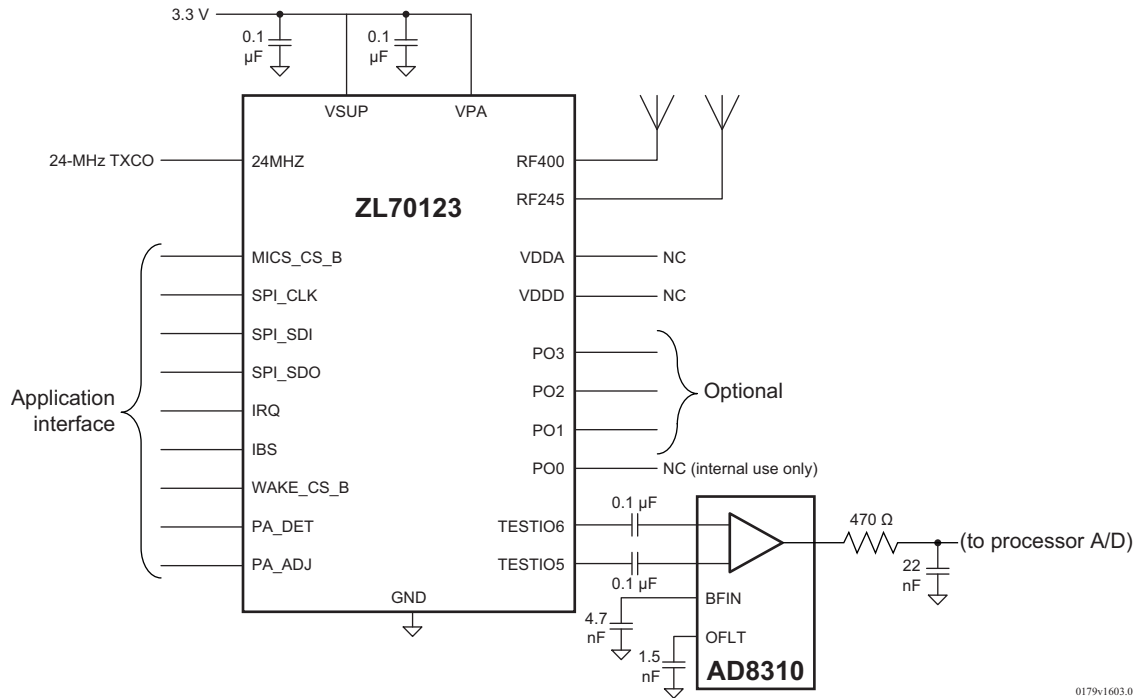 3.3 V
0.1
µF
0.1
µF
VSUP
VPA
24-MHz TXCO
24MHZ
RF400
RF245
ZL70123
MICS_CS_B
SPI_CLK
SPI_SDI
SPI_SDO
IRQ
IBS
WAKE_CS_B
PA_DET
PA_ADJ
Application
interface
VDDA
NC
VDDD
NC
PO3
PO2
PO1
Optional
PO0
NC (internal use only)
TESTIO6
0.1 µF
TESTIO5
0.1 µF
GND
470 Ω
(to processor A/D)
22
nF
BFIN
4.7
nF
OFLT
1.5
nF
AD8310
0179v1603.0